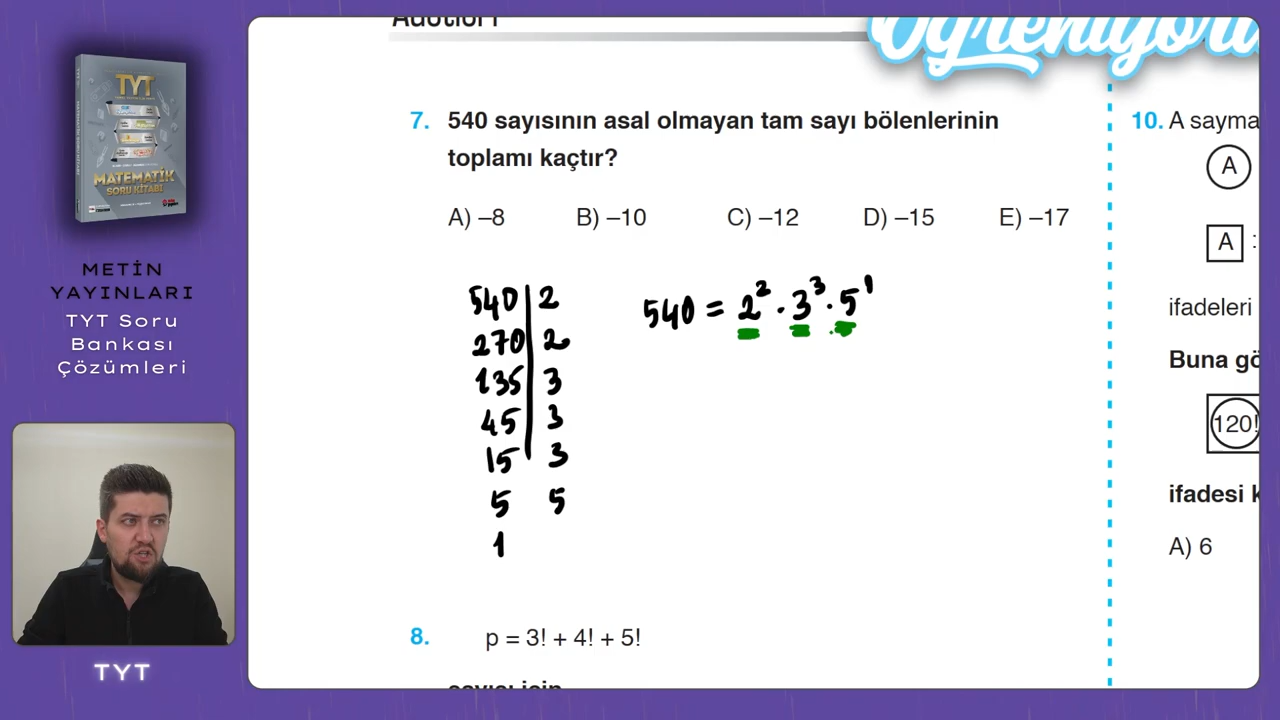 Öğreniyoru
TYT
MATEMATİK
SORU KİTABI
METİN
YAYINLARI
TYT Soru
Bankası
Çözümleri
TYT
7. 540 sayısının asal olmayan tam sayı bölenlerinin
toplamı kaçtır?
A) –8 B) –10 C) –12 D) –15 E) –17
540 | 2
270 | 2
135 | 3
45 | 3
15 | 3
5 5
1
540 = 2² · 3³ · 5¹
8. p = 3! + 4! + 5!
10. A sayma
A
A :
ifadeleri
Buna gö
120!
ifadesi k
A) 6